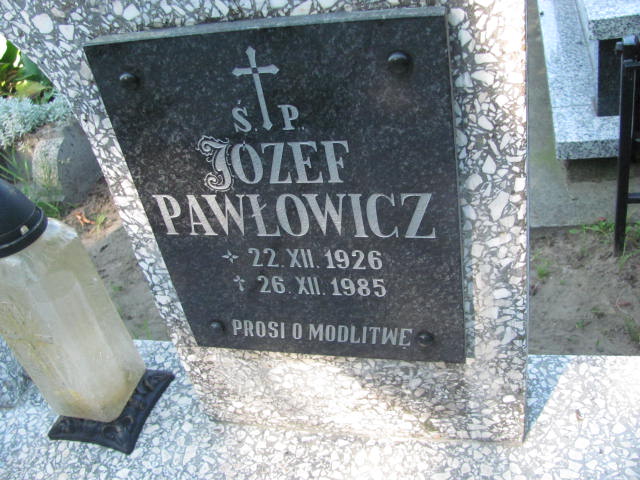 Ś.P.
JÓZEF
PAWŁOWICZ
22.XII 1926
26.XII.1985
PROSI O MODLITWĘ